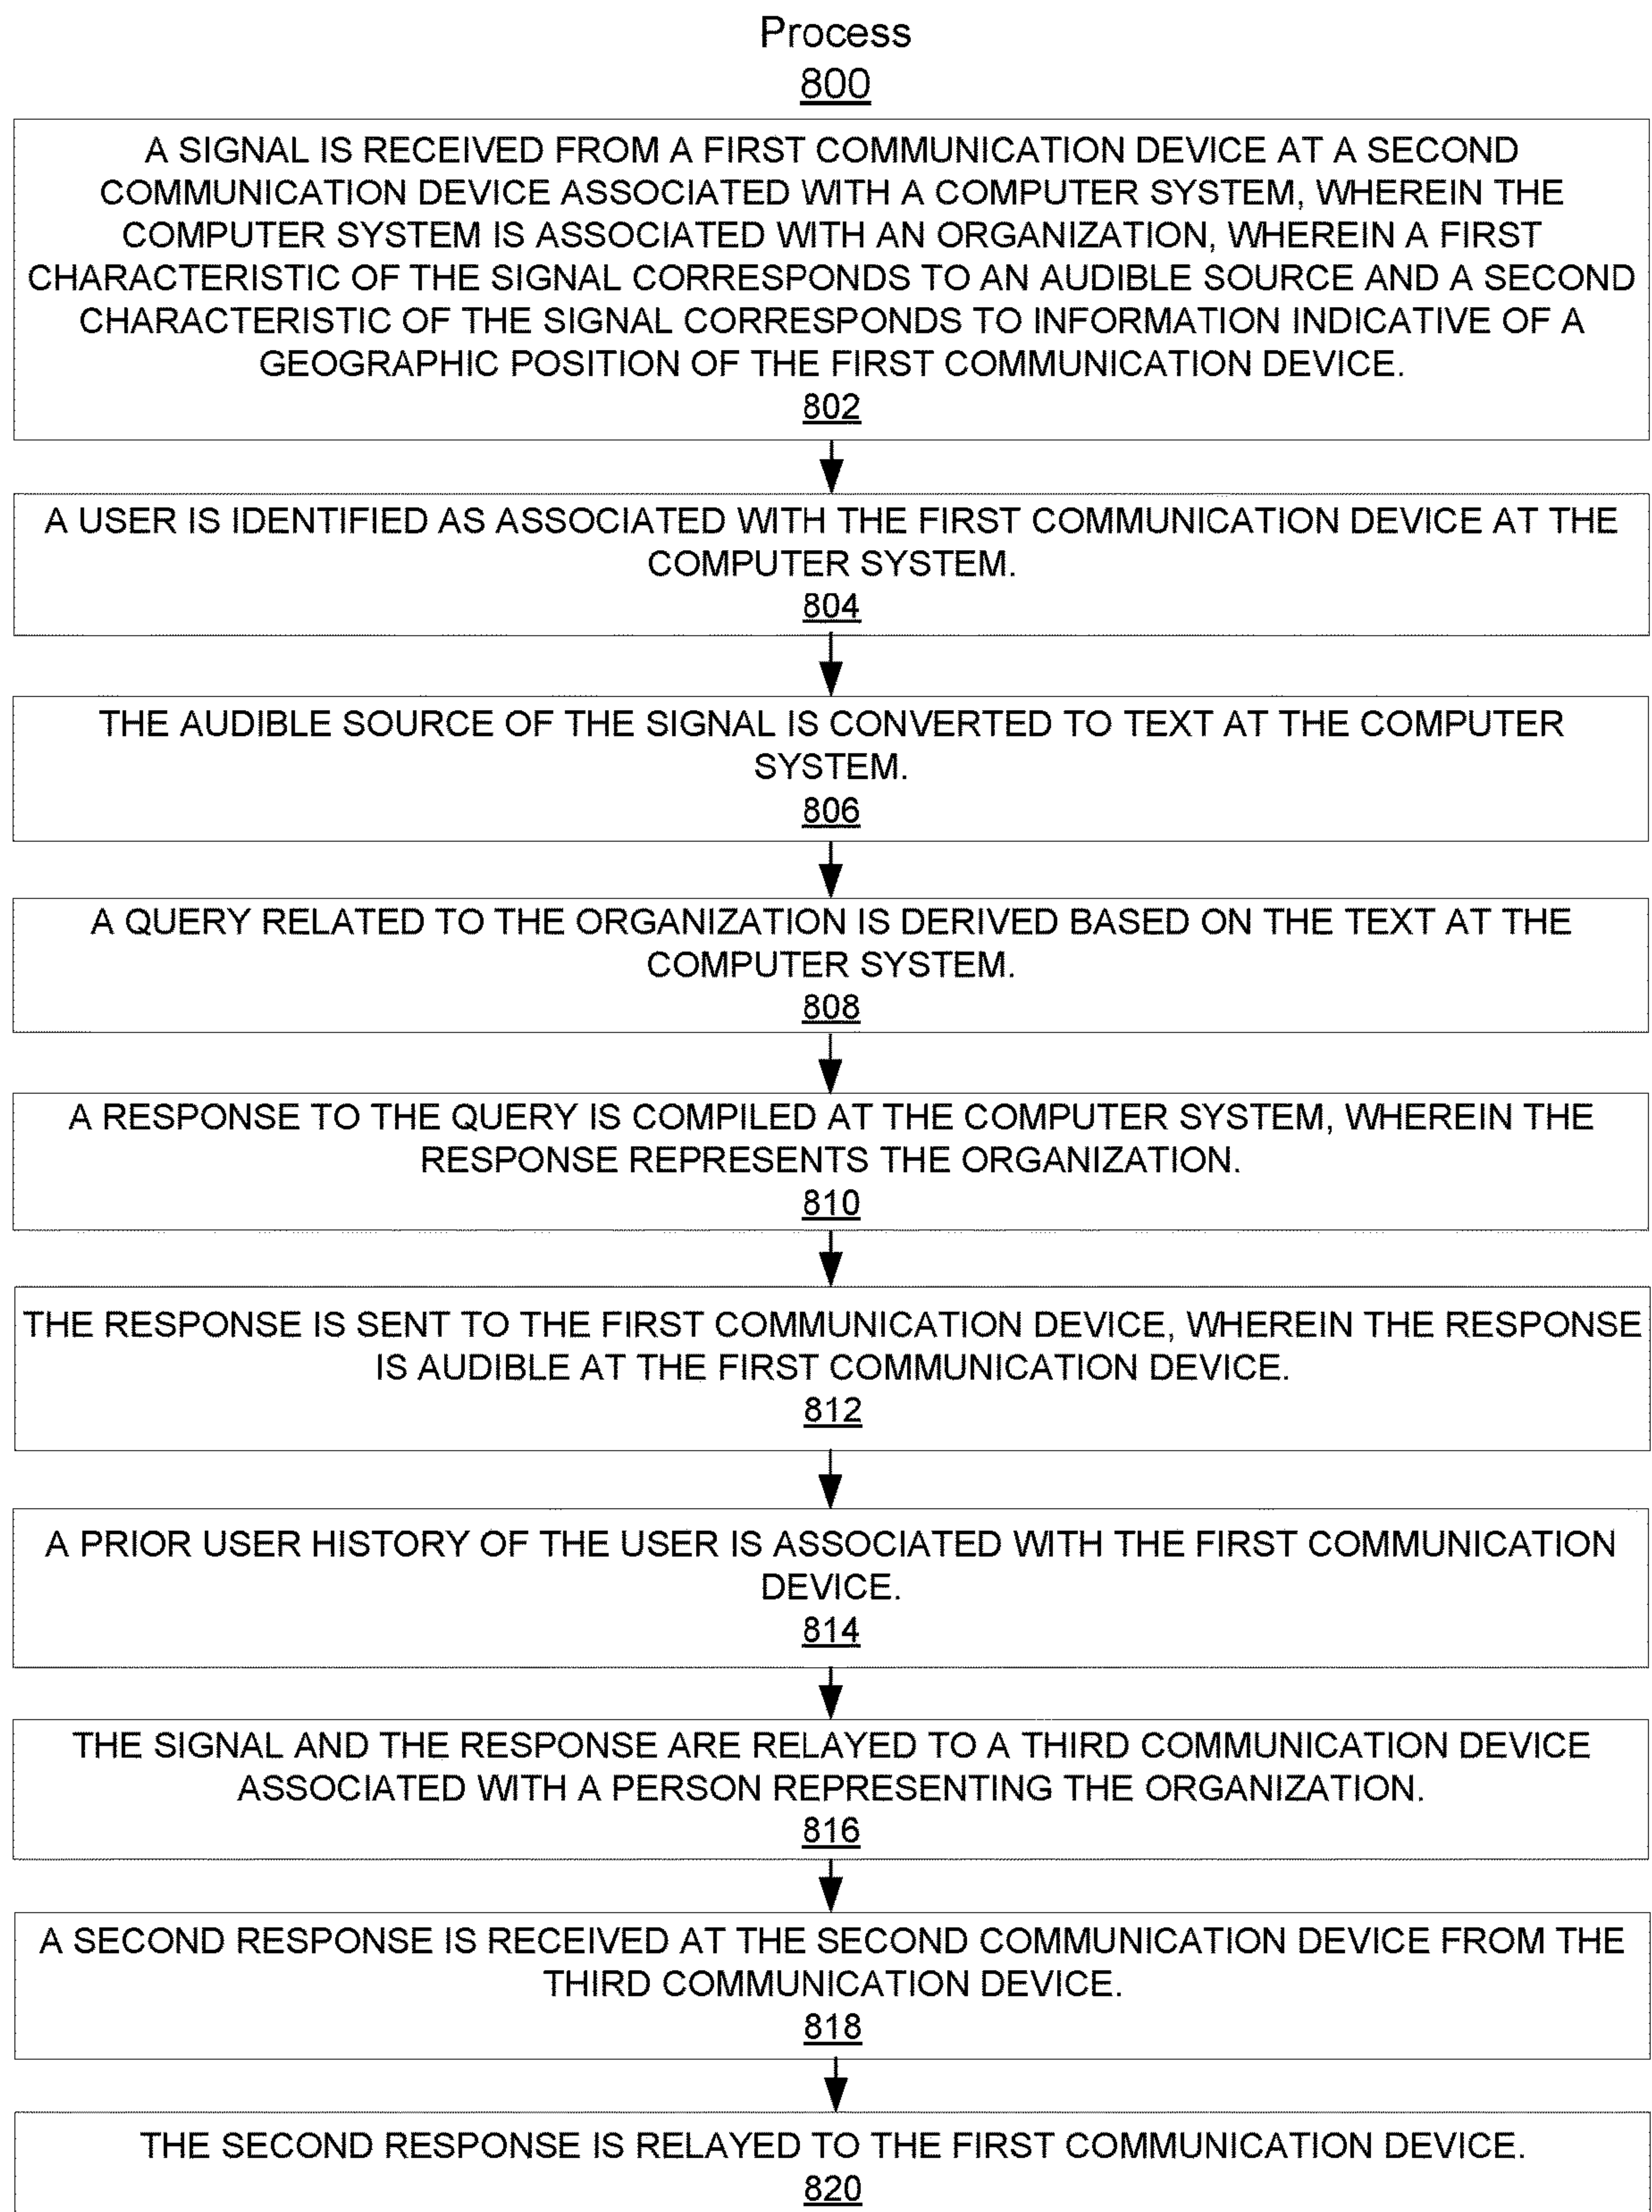 Process
800
A SIGNAL IS RECEIVED FROM A FIRST COMMUNICATION DEVICE AT A SECOND
COMMUNICATION DEVICE ASSOCIATED WITH A COMPUTER SYSTEM, WHEREIN THE
COMPUTER SYSTEM IS ASSOCIATED WITH AN ORGANIZATION, WHEREIN A FIRST
CHARACTERISTIC OF THE SIGNAL CORRESPONDS TO AN AUDIBLE SOURCE AND A SECOND
CHARACTERISTIC OF THE SIGNAL CORRESPONDS TO INFORMATION INDICATIVE OF A
GEOGRAPHIC POSITION OF THE FIRST COMMUNICATION DEVICE.
802
A USER IS IDENTIFIED AS ASSOCIATED WITH THE FIRST COMMUNICATION DEVICE AT THE
COMPUTER SYSTEM.
804
THE AUDIBLE SOURCE OF THE SIGNAL IS CONVERTED TO TEXT AT THE COMPUTER
SYSTEM.
806
A QUERY RELATED TO THE ORGANIZATION IS DERIVED BASED ON THE TEXT AT THE
COMPUTER SYSTEM.
808
A RESPONSE TO THE QUERY IS COMPILED AT THE COMPUTER SYSTEM, WHEREIN THE
RESPONSE REPRESENTS THE ORGANIZATION.
810
THE RESPONSE IS SENT TO THE FIRST COMMUNICATION DEVICE, WHEREIN THE RESPONSE
IS AUDIBLE AT THE FIRST COMMUNICATION DEVICE.
812
A PRIOR USER HISTORY OF THE USER IS ASSOCIATED WITH THE FIRST COMMUNICATION
DEVICE.
814
THE SIGNAL AND THE RESPONSE ARE RELAYED TO A THIRD COMMUNICATION DEVICE
ASSOCIATED WITH A PERSON REPRESENTING THE ORGANIZATION.
816
A SECOND RESPONSE IS RECEIVED AT THE SECOND COMMUNICATION DEVICE FROM THE
THIRD COMMUNICATION DEVICE.
818
THE SECOND RESPONSE IS RELAYED TO THE FIRST COMMUNICATION DEVICE.
820